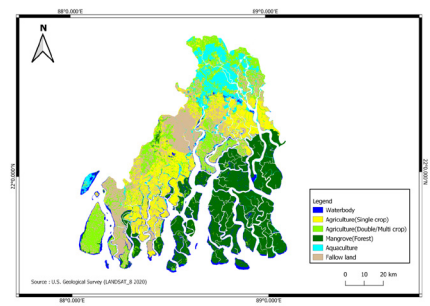 88°0.000'E
89°0.000'E
N
22°0.000'N
22°0.000'N
Legend
Waterbody
Agriculture(Single crop)
Agriculture(Double/Multi crop)
Mangrove(Forest)
Aquaculture
Fallow land
Source : U.S. Geological Survey (LANDSAT_8 2020)
0 10 20 km
88°0.000'E
89°0.000'E